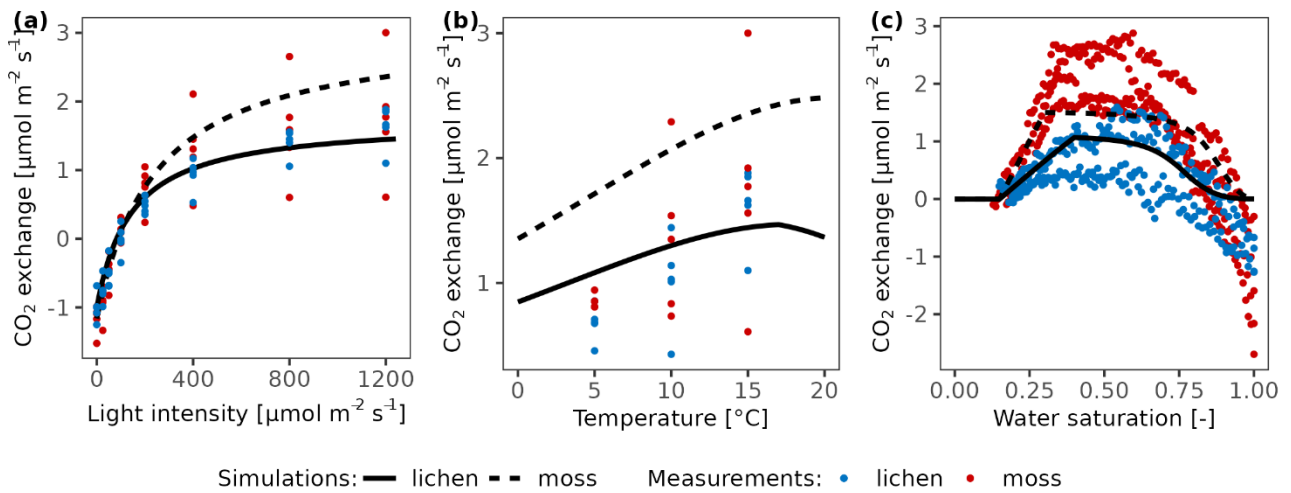 (a)
CO₂ exchange [µmol m⁻² s⁻¹]
3
2
1
0
-1
0 400 800 1200
Light intensity [µmol m⁻² s⁻¹]
(b)
CO₂ exchange [µmol m⁻² s⁻¹]
3
2
1
0 5 10 15 20
Temperature [°C]
(c)
CO₂ exchange [µmol m⁻² s⁻¹]
3
2
1
0
-1
-2
0.00 0.25 0.50 0.75 1.00
Water saturation [-]
Simulations: lichen moss Measurements: lichen moss